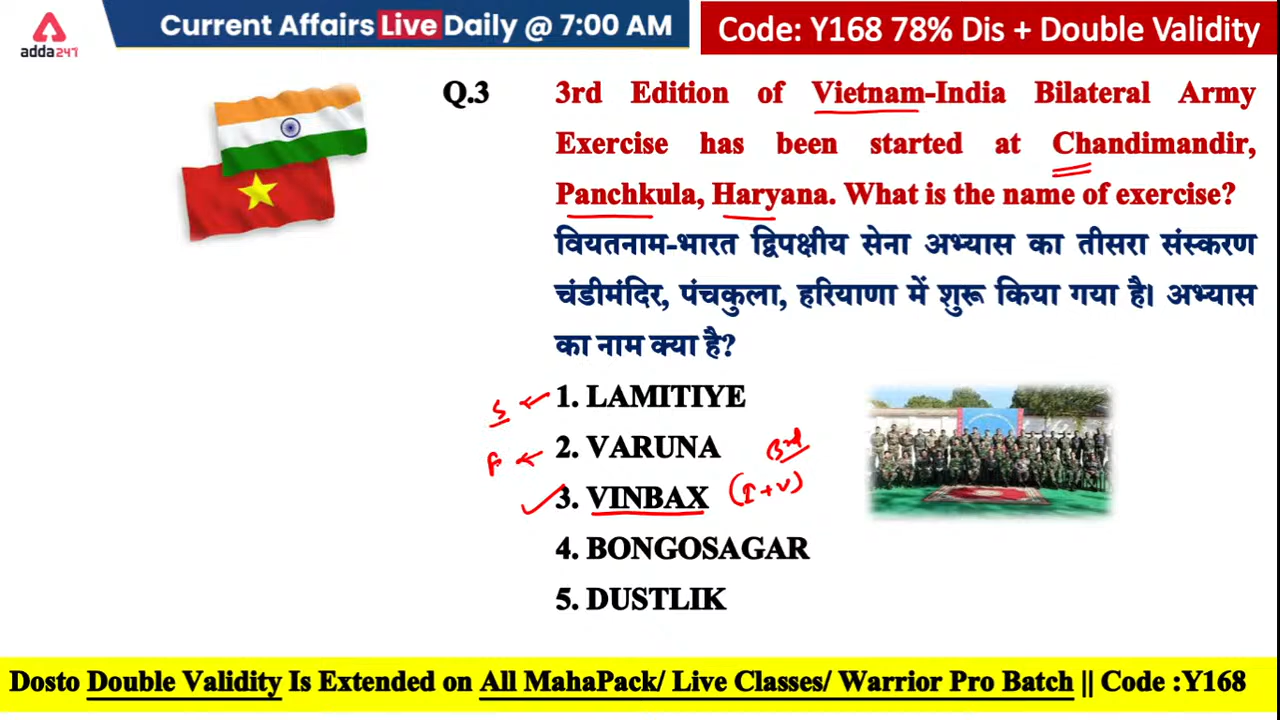 adda247
Current Affairs Live Daily @ 7:00 AM
Code: Y168 78% Dis + Double Validity
Q.3
3rd Edition of Vietnam-India Bilateral Army
Exercise has been started at Chandimandir,
Panchkula, Haryana. What is the name of exercise?
वियतनाम-भारत द्विपक्षीय सेना अभ्यास का तीसरा संस्करण
चंडीमंदिर, पंचकुला, हरियाणा में शुरू किया गया है। अभ्यास
का नाम क्या है?
S
1. LAMITIYE
F
2. VARUNA
3rd
3. VINBAX
(I+V)
4. BONGOSAGAR
5. DUSTLIK
Dosto Double Validity Is Extended on All MahaPack/ Live Classes/ Warrior Pro Batch || Code :Y168